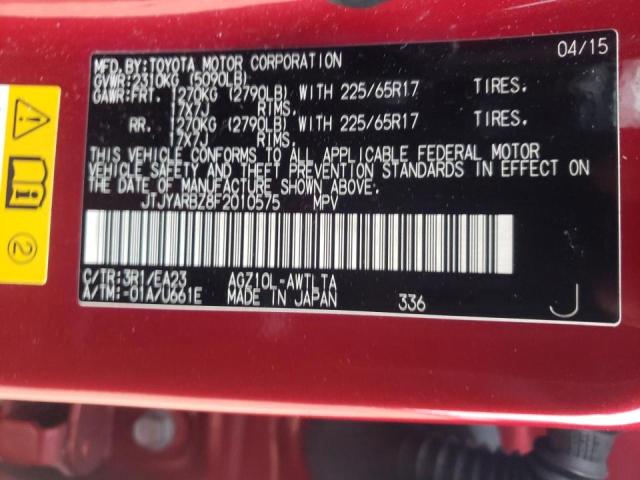 MFD.BY:TOYOTA MOTOR CORPORATION 04/15
GVWR:2310KG (5090LB)
GAWR:FRT. 1270KG (2790LB) WITH 225/65R17 TIRES.
17X7J RIMS.
RR. 1270KG (2790LB) WITH 225/65R17 TIRES.
17X7J RIMS.
THIS VEHICLE CONFORMS TO ALL APPLICABLE FEDERAL MOTOR
VEHICLE SAFETY AND THEFT PREVENTION STANDARDS IN EFFECT ON
THE DATE OF MANUFACTURE SHOWN ABOVE.
JTJYARBZ8F2010575 MPV
C/TR:3R1/EA23 AGZ10L-AWTLTA
A/TM:-01A/U661E MADE IN JAPAN 336 J
2